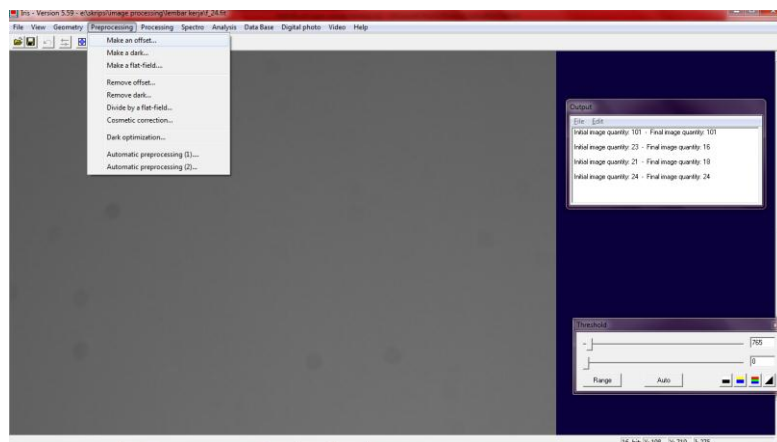 Iris - Version 5.59 - e:\skripsi\image processing\lembar kerja\f_24.fit
File View Geometry Preprocessing Processing Spectro Analysis Data Base Digital photo Video Help
Make an offset...
Make a dark...
Make a flat-field....
Remove offset...
Remove dark...
Divide by a flat-field...
Cosmetic correction...
Dark optimization...
Automatic preprocessing (1)....
Automatic preprocessing (2)...
Output
File Edit
Initial image quantity: 101 - Final image quantity: 101
Initial image quantity: 23 - Final image quantity: 16
Initial image quantity: 21 - Final image quantity: 18
Initial image quantity: 24 - Final image quantity: 24
Threshold
765
0
Range Auto